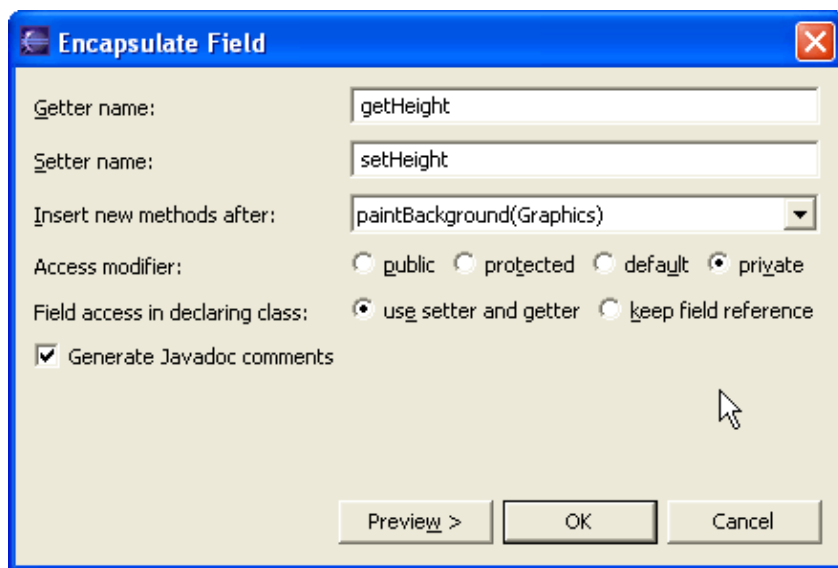 Encapsulate Field
Getter name: getHeight
Setter name: setHeight
Insert new methods after: paintBackground(Graphics)
Access modifier: public protected default private
Field access in declaring class: use setter and getter keep field reference
Generate Javadoc comments
Preview > OK Cancel